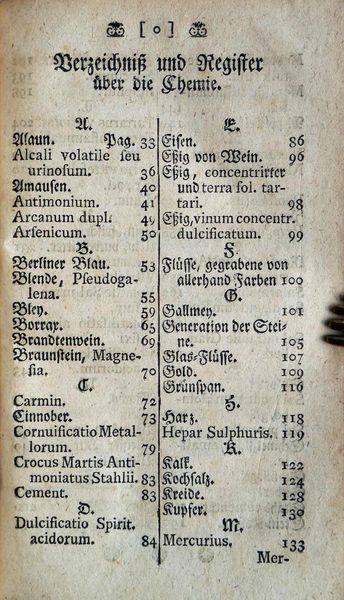 [ 0 ]
Verzeichniß und Register
über die Chemie.
A.
Alaun. Pag. 33
Alcali volatile seu
urinosum. 36
Amausen. 40
Antimonium. 41
Arcanum dupl. 49
Arsenicum. 50
B.
Berliner Blau. 53
Blende, Pseudoga-
lena. 55
Bley. 59
Borrax. 65
Brandtenwein. 69
Braunstein, Magne-
sia. 70
C.
Carmin. 72
Cinnober. 73
Cornuificatio Metal-
lorum. 79
Crocus Martis Anti-
moniatus Stahlii. 83
Cement. 83
D.
Dulcificatio Spirit.
acidorum. 84
E.
Eisen. 86
Eßig von Wein. 96
Eßig, concentrirter
und terra fol. tar-
tari. 98
Eßig, vinum concentr.
dulcificatum. 99
F.
Flüsse, gegrabene von
allerhand Farben 100
G.
Gallmey. 101
Generation der Stei-
ne. 105
Glas-Flüsse. 107
Gold. 109
Grünspan. 116
H.
Harz. 118
Hepar Sulphuris. 119
K.
Kalk. 122
Kochsalz. 124
Kreide. 128
Kupfer. 130
M.
Mercurius. 133
Mer-